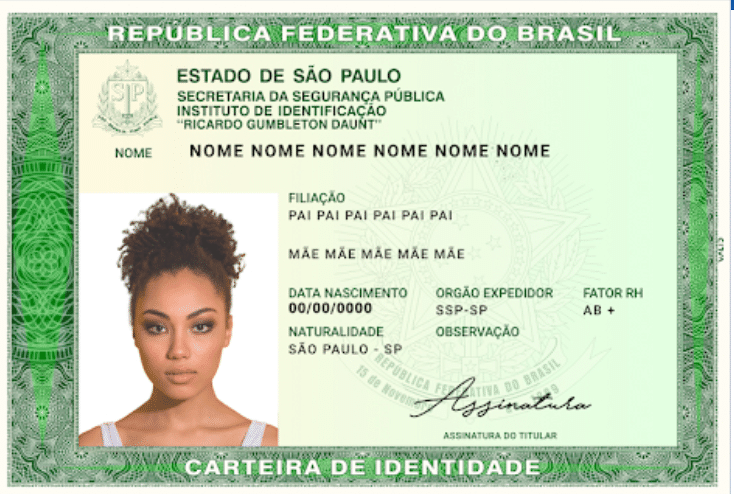 REPÚBLICA FEDERATIVA DO BRASIL
SP
ESTADO DE SÃO PAULO
SECRETARIA DA SEGURANÇA PÚBLICA
INSTITUTO DE IDENTIFICAÇÃO
"RICARDO GUMBLETON DAUNT"
NOME NOME NOME NOME NOME NOME NOME
FILIAÇÃO
PAI PAI PAI PAI PAI PAI
MÃE MÃE MÃE MÃE MÃE
DATA NASCIMENTO ORGÃO EXPEDIDOR FATOR RH
00/00/0000 SSP-SP AB +
NATURALIDADE OBSERVAÇÃO
SÃO PAULO - SP
REPÚBLICA FEDERATIVA DO BRASIL
15 de Novem
Assinatura
ASSINATURA DO TITULAR
CARTEIRA DE IDENTIDADE